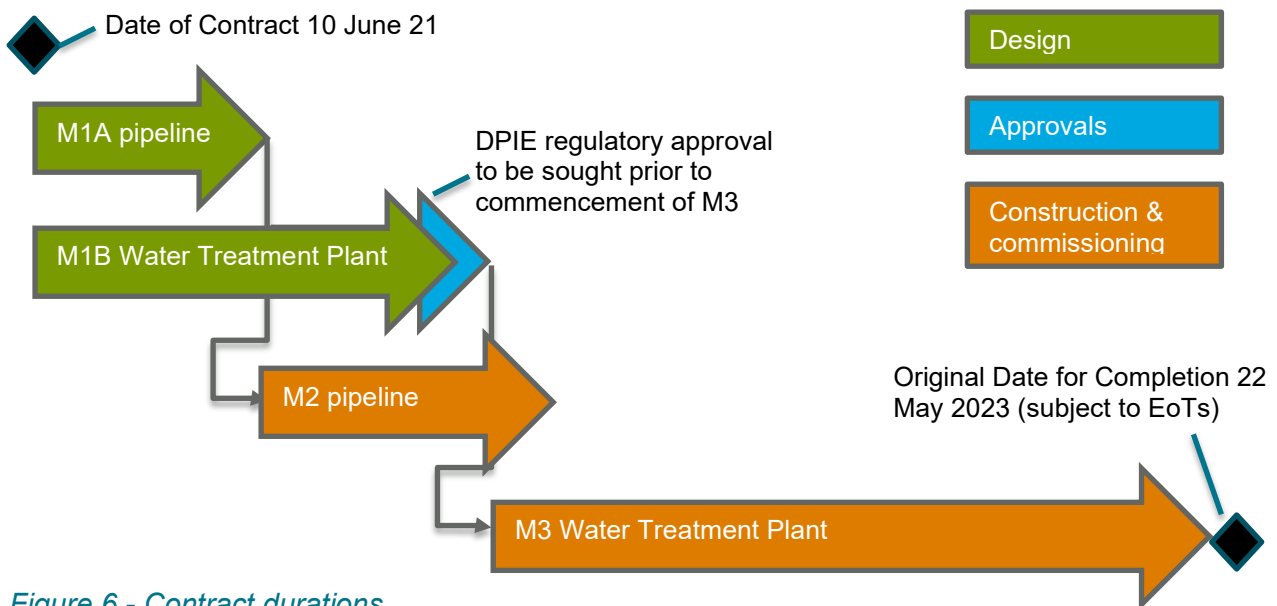 Date of Contract 10 June 21
Design
M1A pipeline
Approvals
DPIE regulatory approval
to be sought prior to
commencement of M3
Construction &
commissioning
M1B Water Treatment Plant
M2 pipeline
Original Date for Completion 22
May 2023 (subject to EoTs)
M3 Water Treatment Plant
Figure 6 - Contract durations